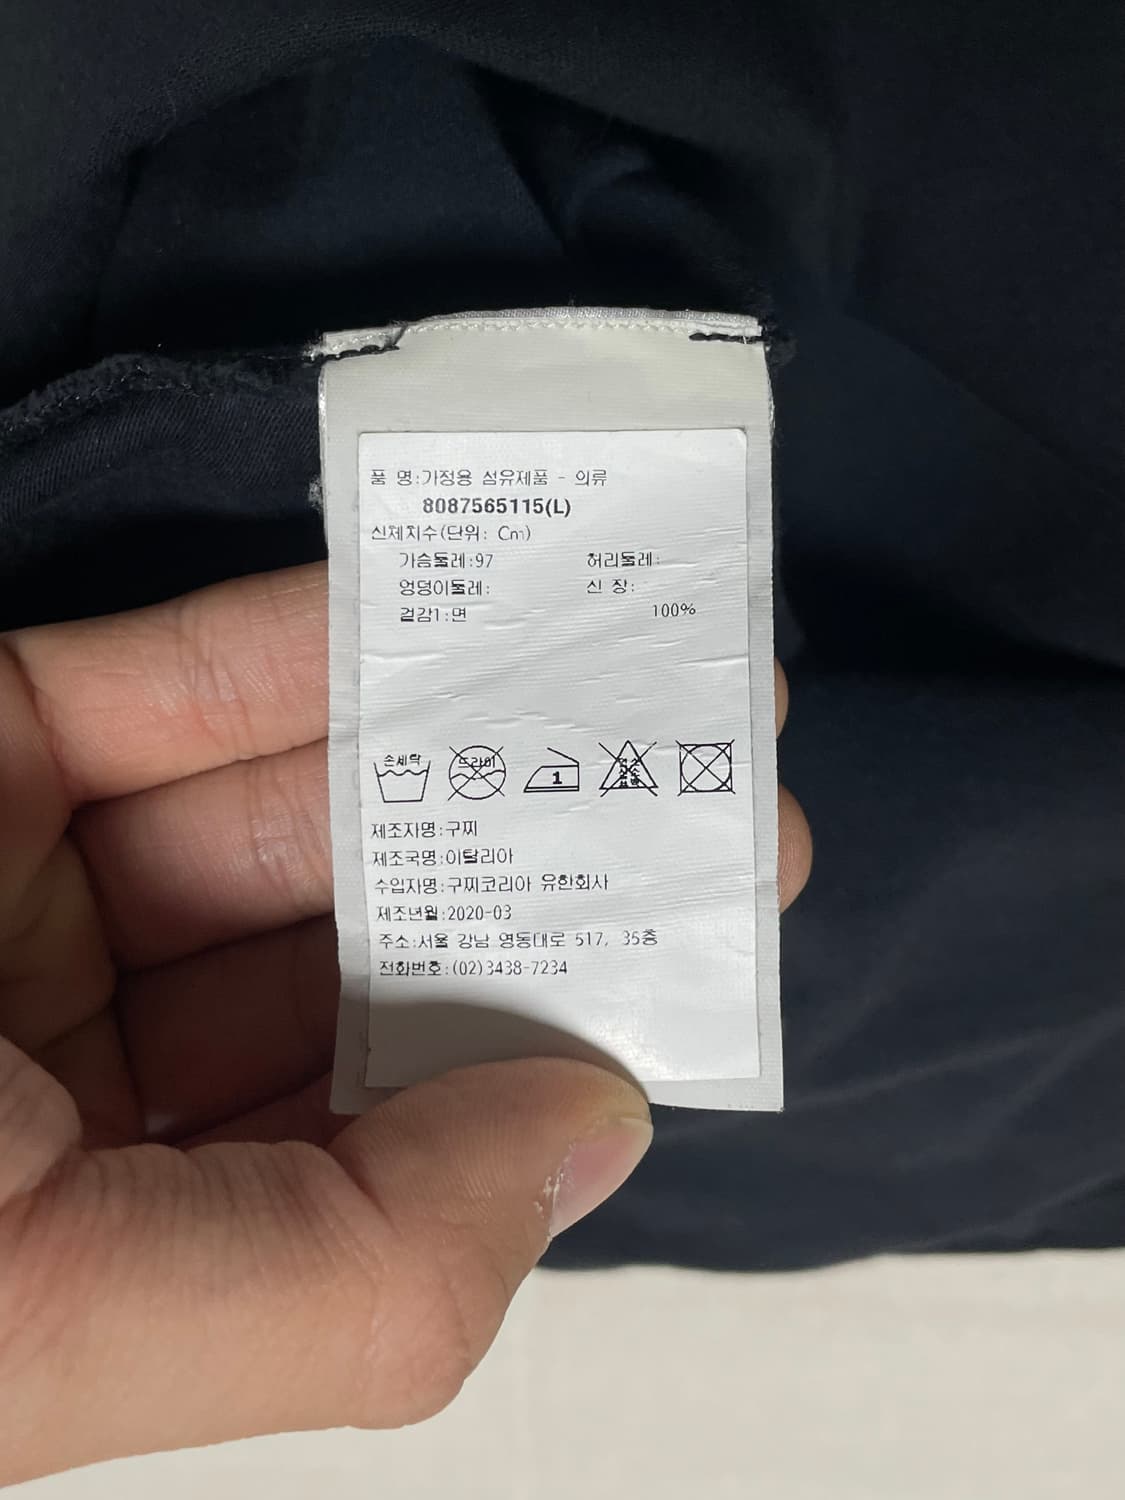 품 명:가정용 섬유제품 - 의류
8087565115(L)
신체치수(단위: Cm)
가슴둘레:97 허리둘레:
엉덩이둘레: 신 장:
겉감1:면 100%
손세탁 드라이 1
제조자명:구찌
제조국명:이탈리아
수입자명:구찌코리아 유한회사
제조년월:2020-03
주소:서울 강남 영동대로 517, 35층
전화번호:(02)3438-7234